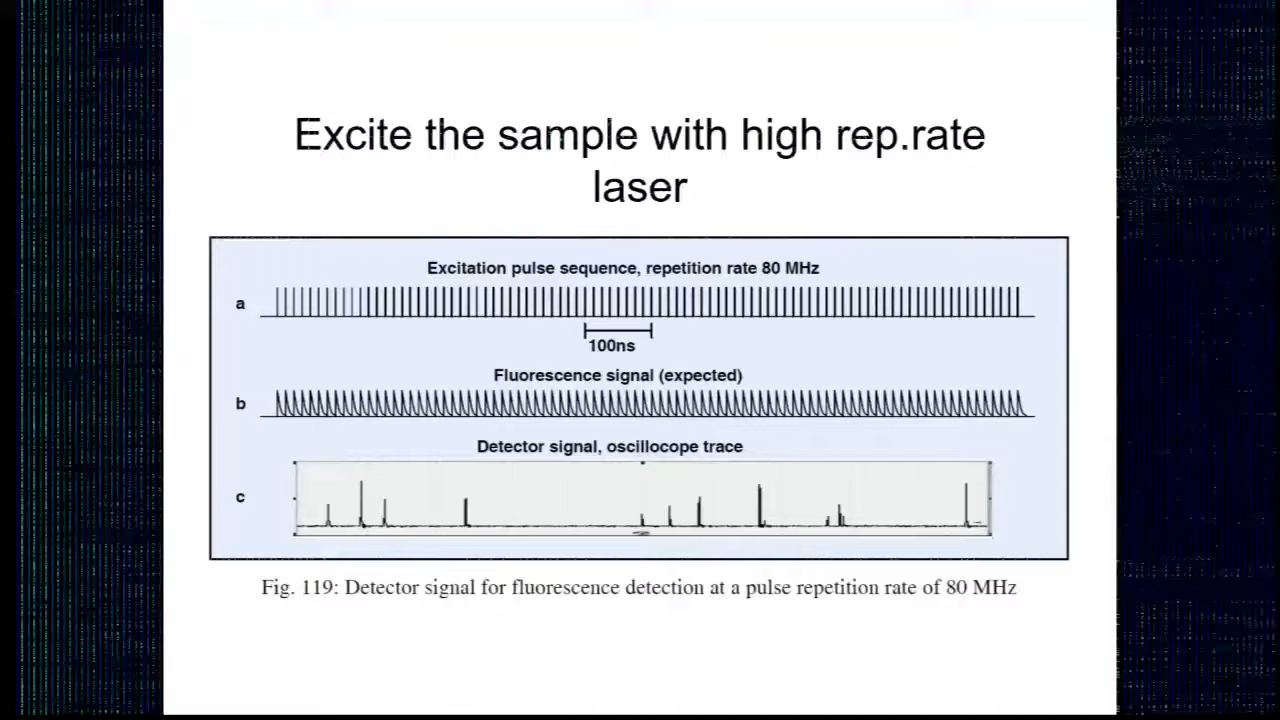 Excite the sample with high rep.rate
laser
Excitation pulse sequence, repetition rate 80 MHz
a
100ns
Fluorescence signal (expected)
b
Detector signal, oscillocope trace
c
Fig. 119: Detector signal for fluorescence detection at a pulse repetition rate of 80 MHz